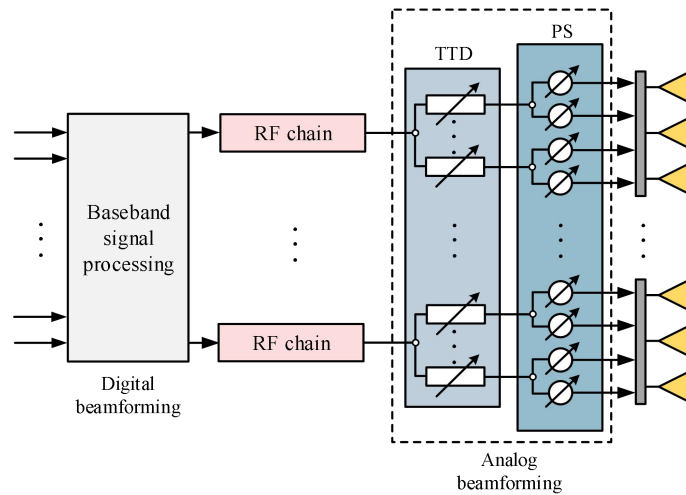 PS
TTD
RF chain
Baseband
signal
processing
RF chain
Digital
beamforming
Analog
beamforming